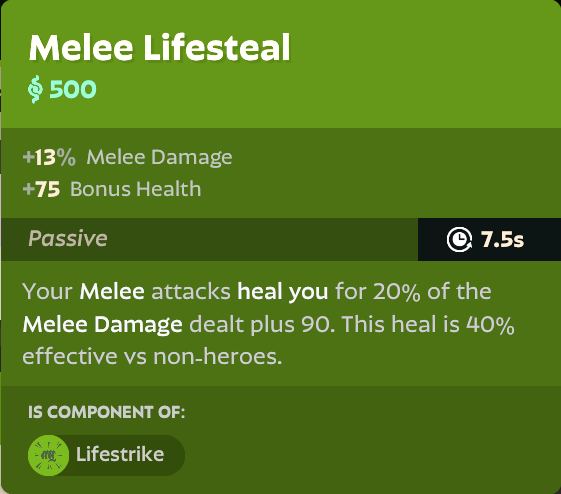 Melee Lifesteal
500
+13% Melee Damage
+75 Bonus Health
Passive 7.5s
Your Melee attacks heal you for 20% of the
Melee Damage dealt plus 90. This heal is 40%
effective vs non-heroes.
IS COMPONENT OF:
Lifestrike